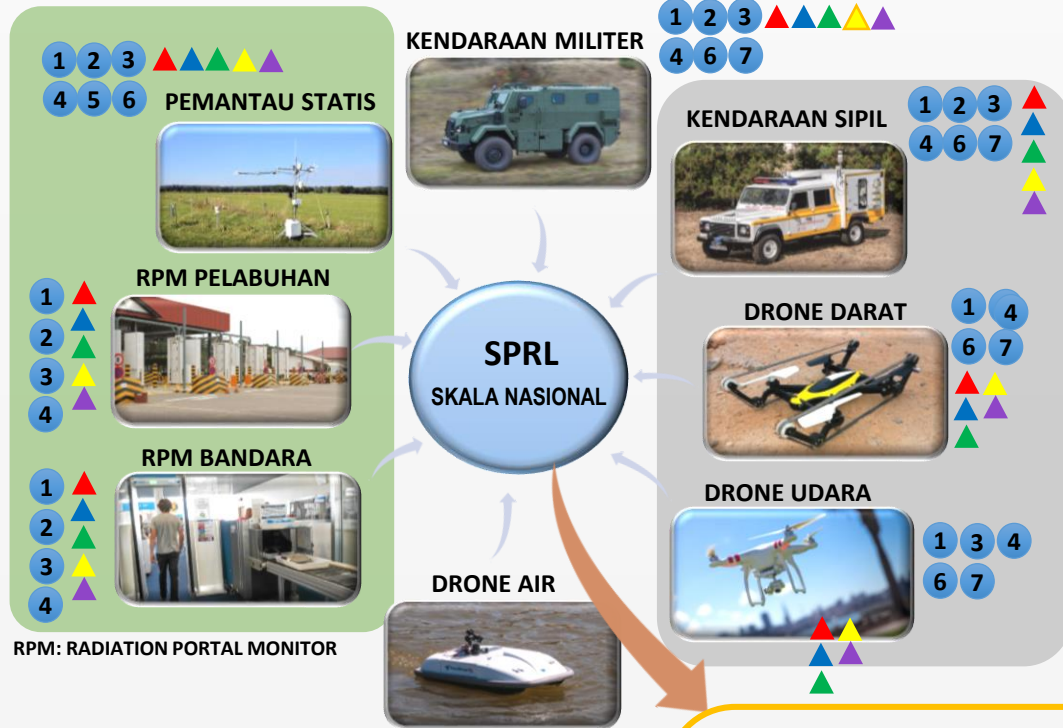 1 2 3
4 5 6
PEMANTAU STATIS
KENDARAAN MILITER
1 2 3
4 6 7
KENDARAAN SIPIL
1 2 3
4 6 7
RPM PELABUHAN
1
2
3
4
SPRL
SKALA NASIONAL
DRONE DARAT
1 4
6 7
RPM BANDARA
1
2
3
4
DRONE UDARA
1 3 4
6 7
DRONE AIR
RPM: RADIATION PORTAL MONITOR